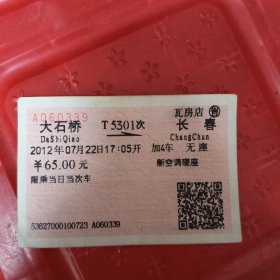 A060339
瓦房店 售
大石桥 T5301次 长春
DaShiQiao ChangChun
2012年07月22日17:05开 加4车 无座
￥65.00元 新空调硬座
限乘当日当次车
53627000100723 A060339